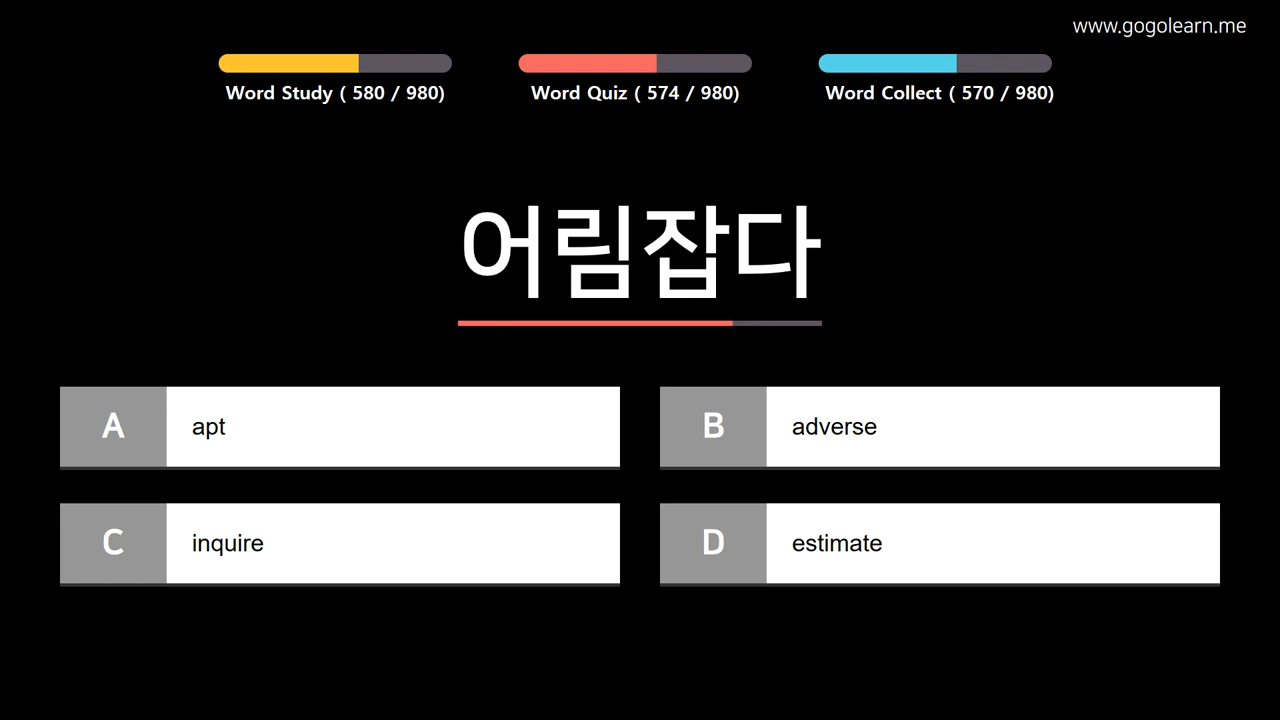 www.gogolearn.me
Word Study ( 580 / 980)
Word Quiz ( 574 / 980)
Word Collect ( 570 / 980)
어림잡다
A apt
B adverse
C inquire
D estimate